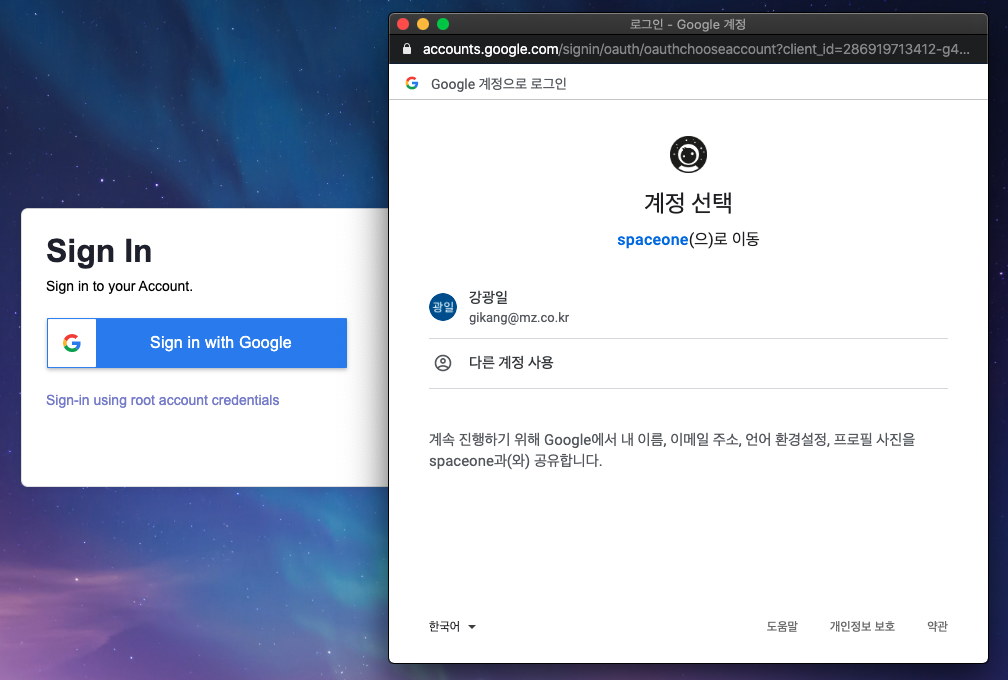 Sign In
Sign in to your Account.
Sign in with Google
Sign-in using root account credentials
로그인 - Google 계정
accounts.google.com/signin/oauth/oauthchooseaccount?client_id=286919713412-g4...
Google 계정으로 로그인
계정 선택
spaceone(으)로 이동
광일
강광일
gikang@mz.co.kr
다른 계정 사용
계속 진행하기 위해 Google에서 내 이름, 이메일 주소, 언어 환경설정, 프로필 사진을
spaceone과(와) 공유합니다.
한국어
도움말
개인정보 보호
약관